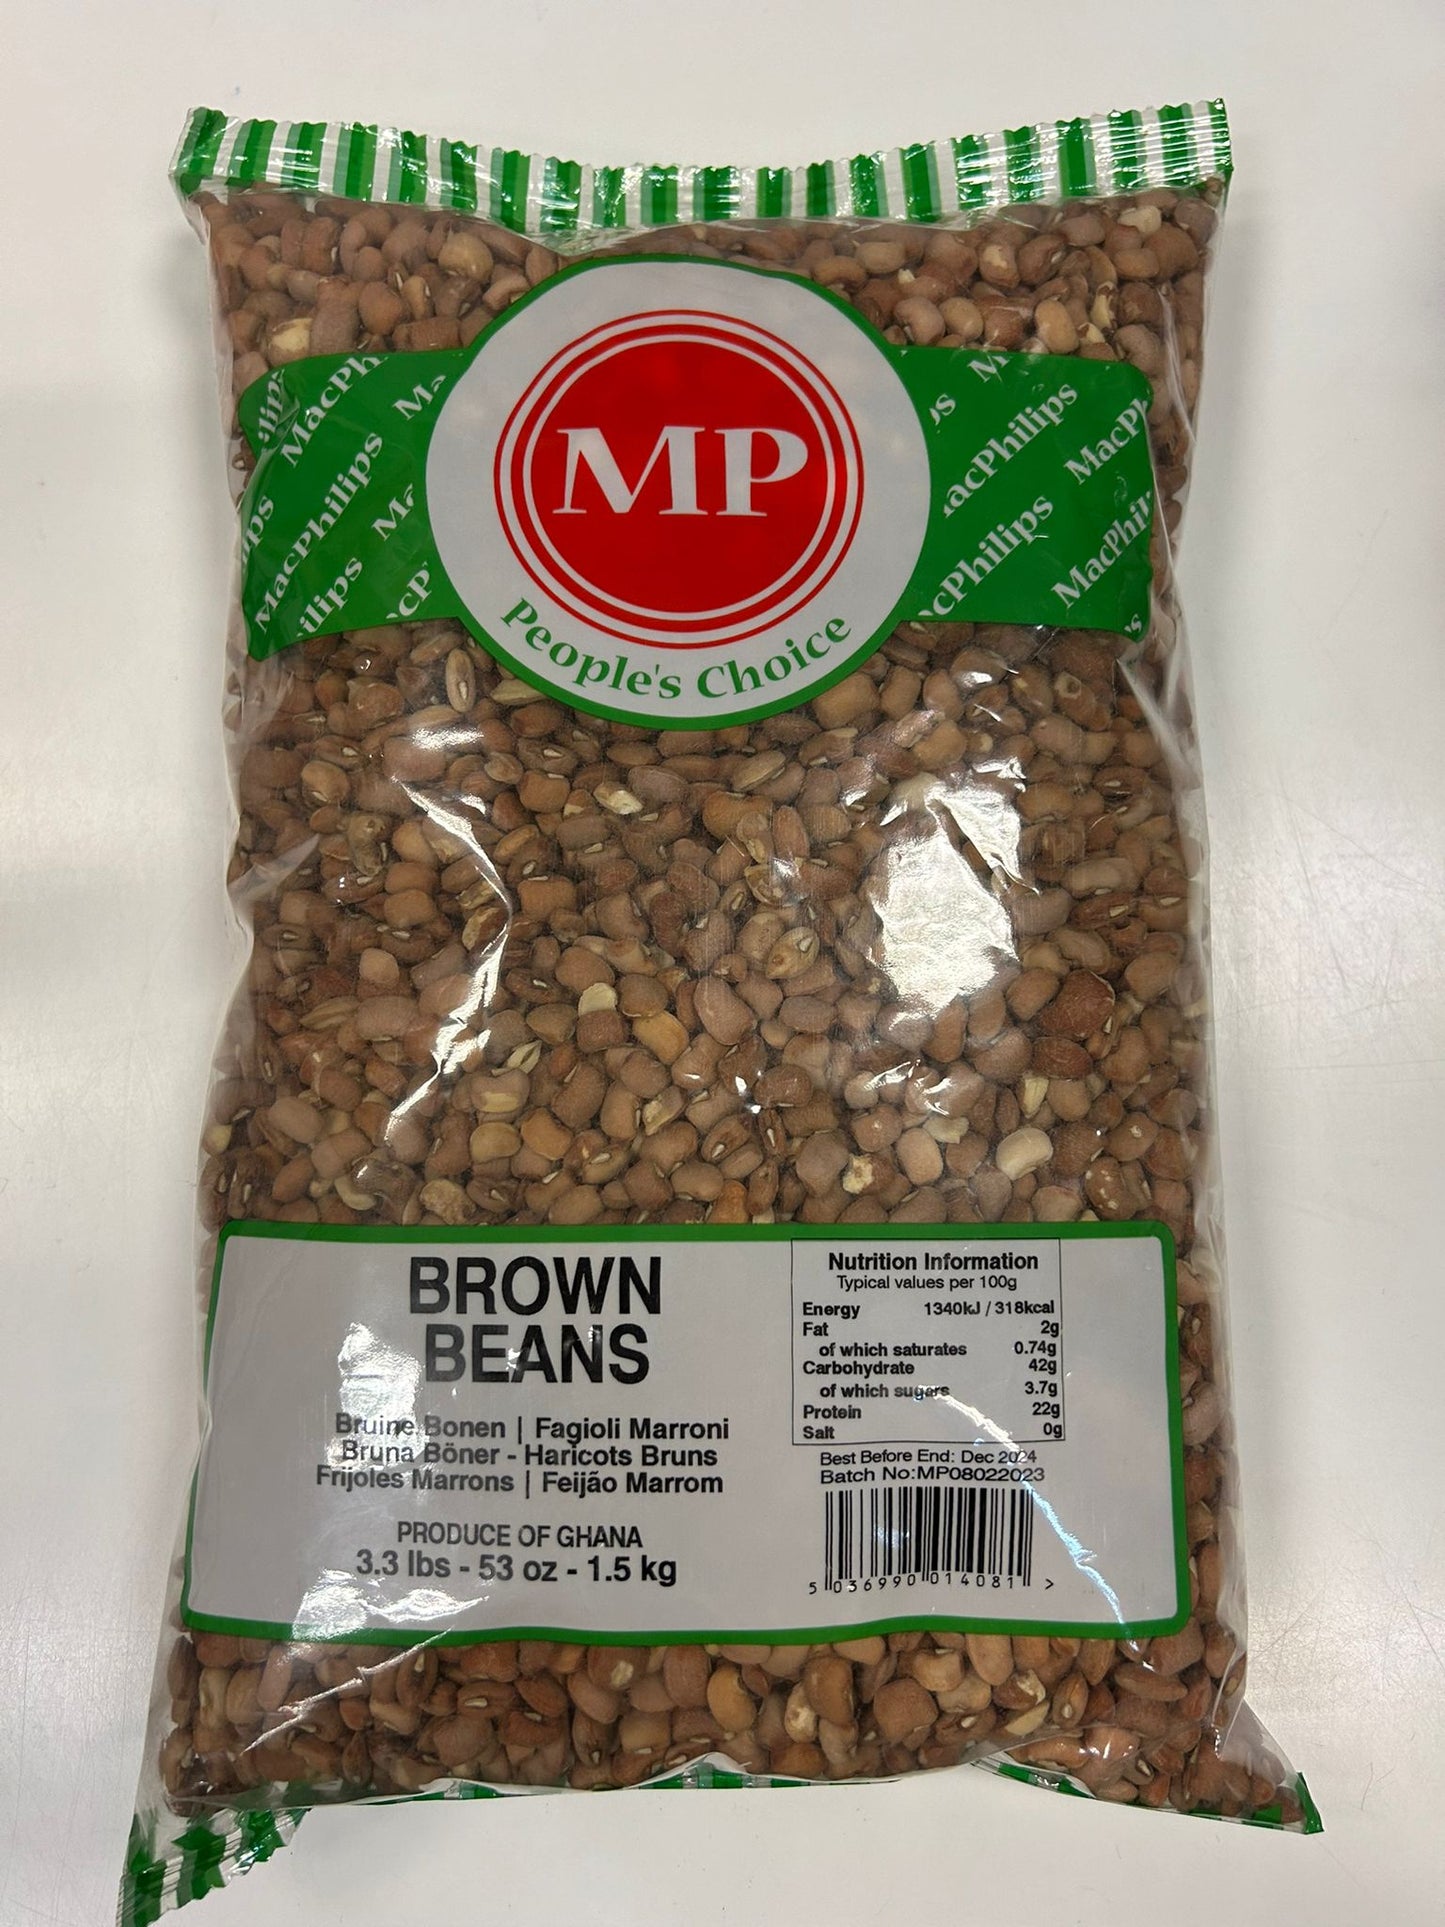 MacPhilips
MacPhilips
MP
People's Choice
MacPhilips
MacPhilips
BROWN
BEANS
Bruine Bonen | Fagioli Marroni
Bruna Böner - Haricots Bruns
Frijoles Marrons | Feijão Marrom
PRODUCE OF GHANA
3.3 lbs - 53 oz - 1.5 kg
Nutrition Information
Typical values per 100g
Energy 1340kJ / 318kcal
Fat 2g
of which saturates 0.74g
Carbohydrate 42g
of which sugars 3.7g
Protein 22g
Salt 0g
Best Before End: Dec 2024
Batch No:MP08022023
5 036990 014081 >